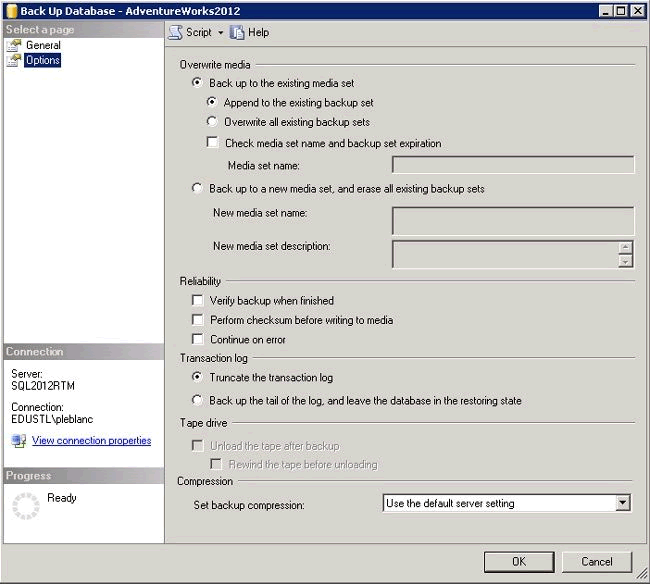 Back Up Database - AdventureWorks2012
Select a page
General
Options
Script
Help
Overwrite media
Back up to the existing media set
Append to the existing backup set
Overwrite all existing backup sets
Check media set name and backup set expiration
Media set name:
Back up to a new media set, and erase all existing backup sets
New media set name:
New media set description:
Reliability
Verify backup when finished
Perform checksum before writing to media
Continue on error
Transaction log
Truncate the transaction log
Back up the tail of the log, and leave the database in the restoring state
Tape drive
Unload the tape after backup
Rewind the tape before unloading
Compression
Set backup compression:
Use the default server setting
Connection
Server:
SQL2012RTM
Connection:
EDUSTL\pleblanc
View connection properties
Progress
Ready
OK
Cancel